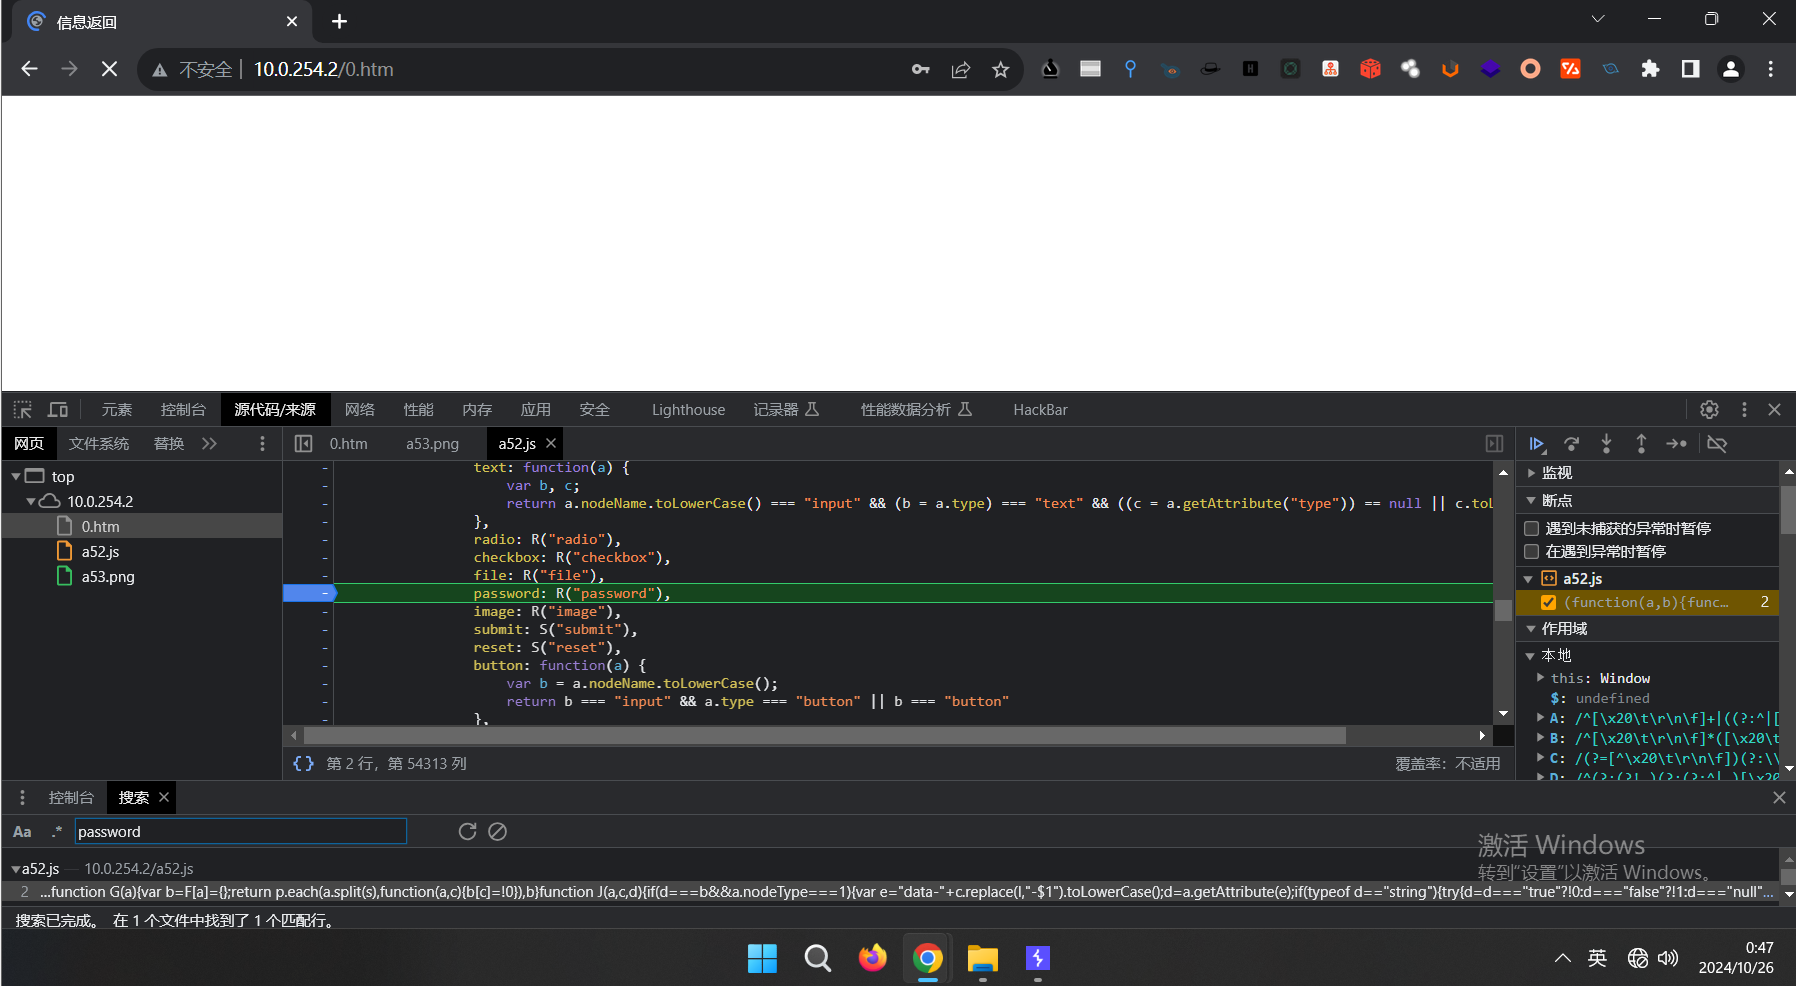 信息返回
不安全 10.0.254.2/0.htm
元素 控制台 源代码/来源 网络 性能 内存 应用 安全 Lighthouse 记录器 性能数据分析 HackBar
网页 文件系统 替换
0.htm a53.png a52.js
top
10.0.254.2
0.htm
a52.js
a53.png
text: function(a) {
var b, c;
return a.nodeName.toLowerCase() === "input" && (b = a.type) === "text" && ((c = a.getAttribute("type")) == null || c.toL
},
radio: R("radio"),
checkbox: R("checkbox"),
file: R("file"),
password: R("password"),
image: R("image"),
submit: S("submit"),
reset: S("reset"),
button: function(a) {
var b = a.nodeName.toLowerCase();
return b === "input" && a.type === "button" || b === "button"
},
{} 第 2 行，第 54313 列
覆盖率：不适用
监视
断点
遇到未捕获的异常时暂停
在遇到异常时暂停
a52.js
(function(a,b){func... 2
作用域
本地
this: Window
$: undefined
A: /^[\x20\t\r\n\f]+|((?:^|[
B: /^[\x20\t\r\n\f]*([\x20\t
C: /(?=[^\x20\t\r\n\f])(?:\\
控制台 搜索
Aa .* password
a52.js — 10.0.254.2/a52.js
2 ...function G(a){var b=F[a]={};return p.each(a.split(s),function(a,c){b[c]=!0}),b}function J(a,c,d){if(d===b&&a.nodeType===1){var e="data-"+c.replace(I,"-$1").toLowerCase();d=a.getAttribute(e);if(typeof d=="string"){try{d=d==="true"?!0:d==="false"?!1:d==="null"...
搜索已完成。 在 1 个文件中找到了 1 个匹配行。
激活 Windows
转到"设置"以激活 Windows。
英
0:47
2024/10/26